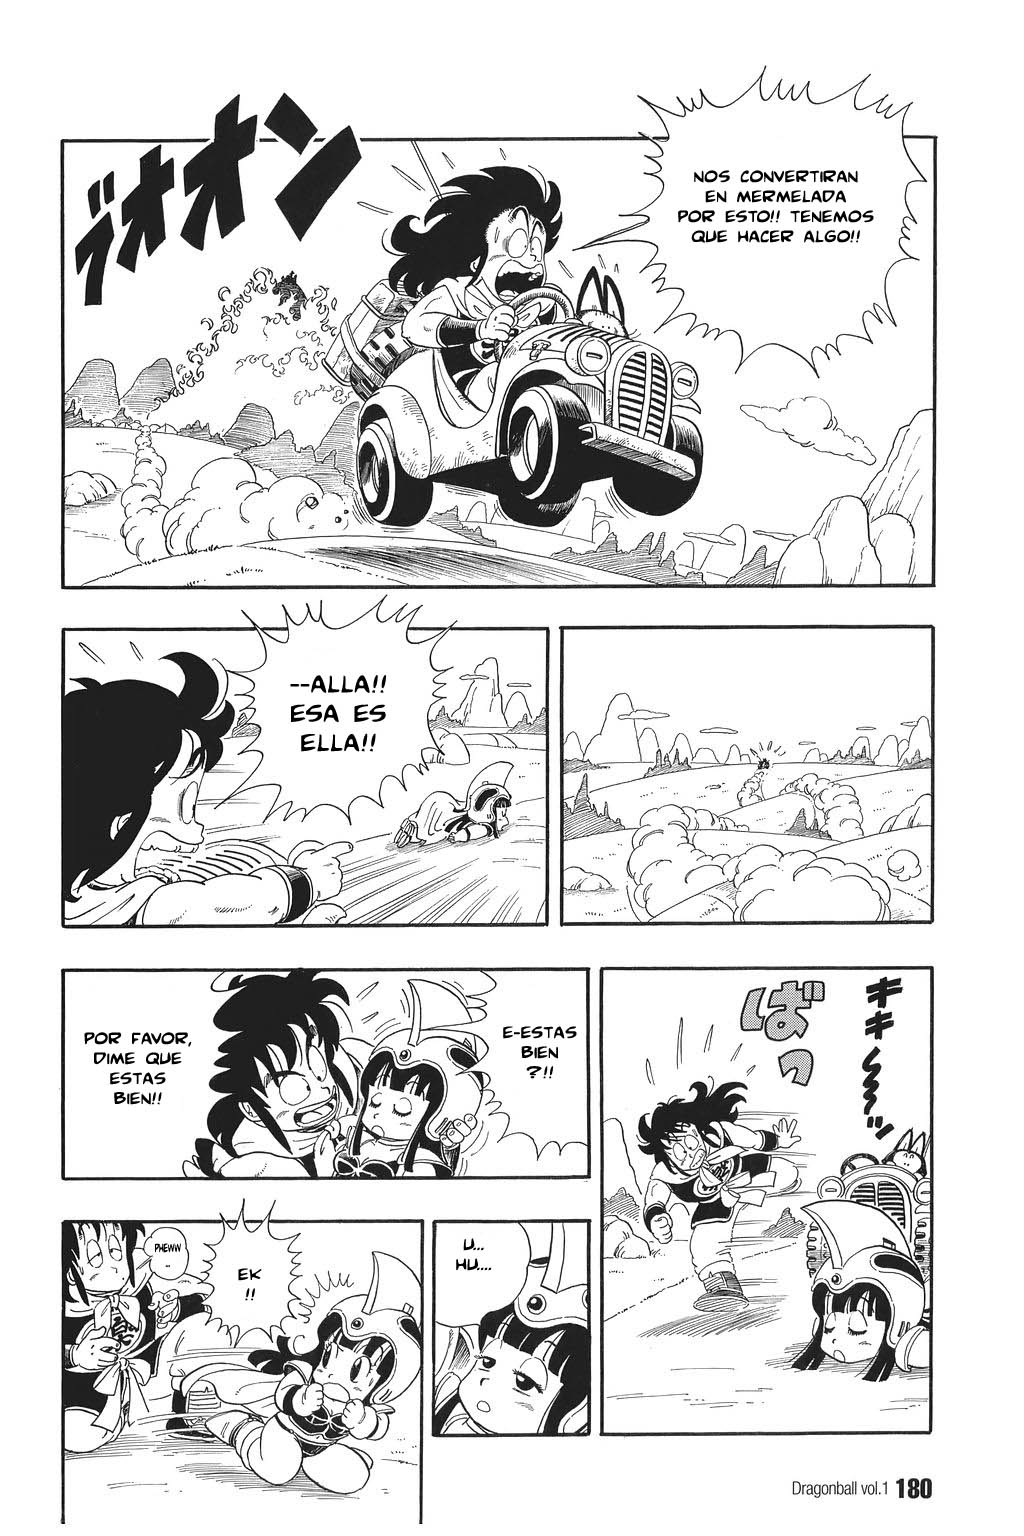 ブオオン
NOS CONVERTIRAN
EN MERMELADA
POR ESTO!! TENEMOS
QUE HACER ALGO!!
--ALLA!!
ESA ES
ELLA!!
キキーーッ
ばっ
E-ESTAS
BIEN
?!!
POR FAVOR,
DIME QUE
ESTAS
BIEN!!
U...
HU....
EK
!!
PHEWW
...
Dragonball vol.1 180